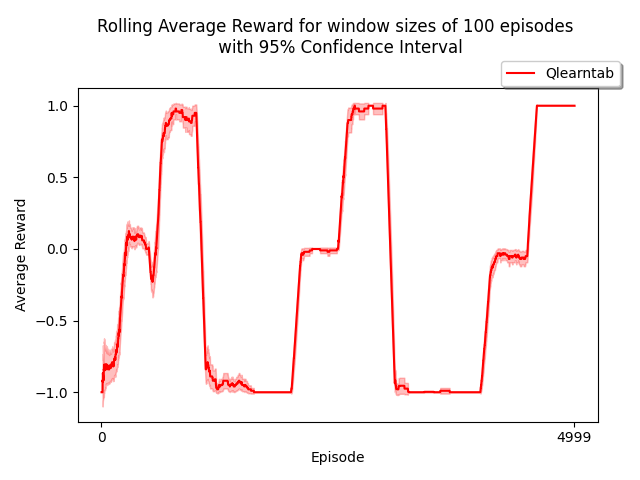 Rolling Average Reward for window sizes of 100 episodes
with 95% Confidence Interval
Qlearntab
1.0
0.5
0.0
−0.5
−1.0
Average Reward
0
4999
Episode